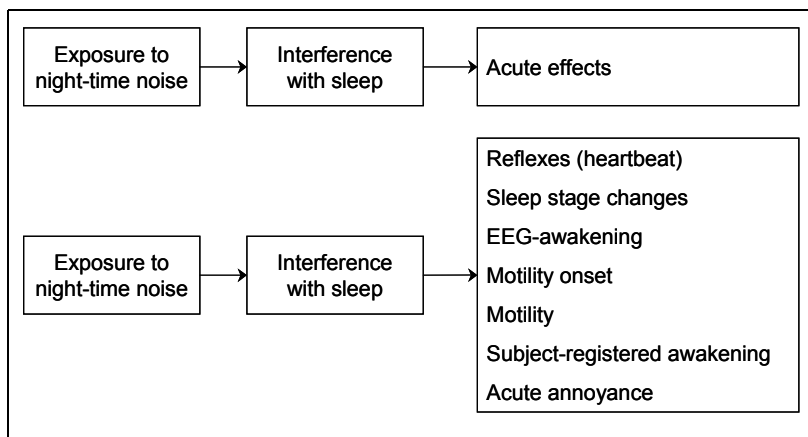 Exposure to
night-time noise
Interference
with sleep
Acute effects
Exposure to
night-time noise
Interference
with sleep
Reflexes (heartbeat)
Sleep stage changes
EEG-awakening
Motility onset
Motility
Subject-registered awakening
Acute annoyance